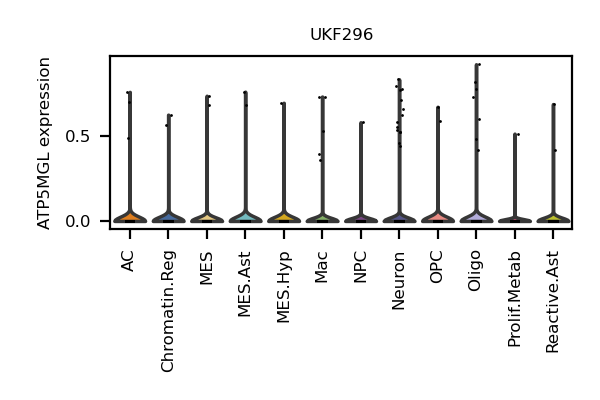 UKF296
ATP5MGL expression
0.5
0.0
AC
Chromatin.Reg
MES
MES.Ast
MES.Hyp
Mac
NPC
Neuron
OPC
Oligo
Prolif.Metab
Reactive.Ast